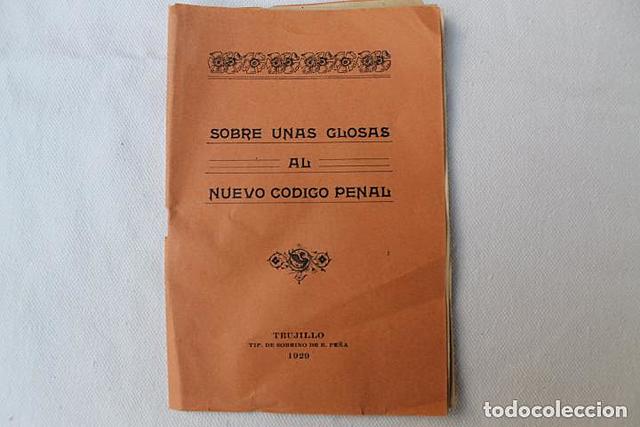 SOBRE UNAS GLOSAS
AL
NUEVO CODIGO PENAL
TRUJILLO
TIP. DE SOBRINO DE B. PEÑA
1929
todocoleccion